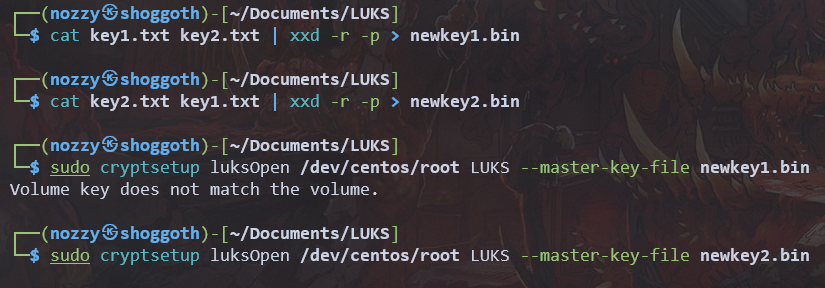 ┌──(nozzy㉿shoggoth)-[~/Documents/LUKS]
└─$ cat key1.txt key2.txt | xxd -r -p > newkey1.bin
┌──(nozzy㉿shoggoth)-[~/Documents/LUKS]
└─$ cat key2.txt key1.txt | xxd -r -p > newkey2.bin
┌──(nozzy㉿shoggoth)-[~/Documents/LUKS]
└─$ sudo cryptsetup luksOpen /dev/centos/root LUKS --master-key-file newkey1.bin
Volume key does not match the volume.
┌──(nozzy㉿shoggoth)-[~/Documents/LUKS]
└─$ sudo cryptsetup luksOpen /dev/centos/root LUKS --master-key-file newkey2.bin